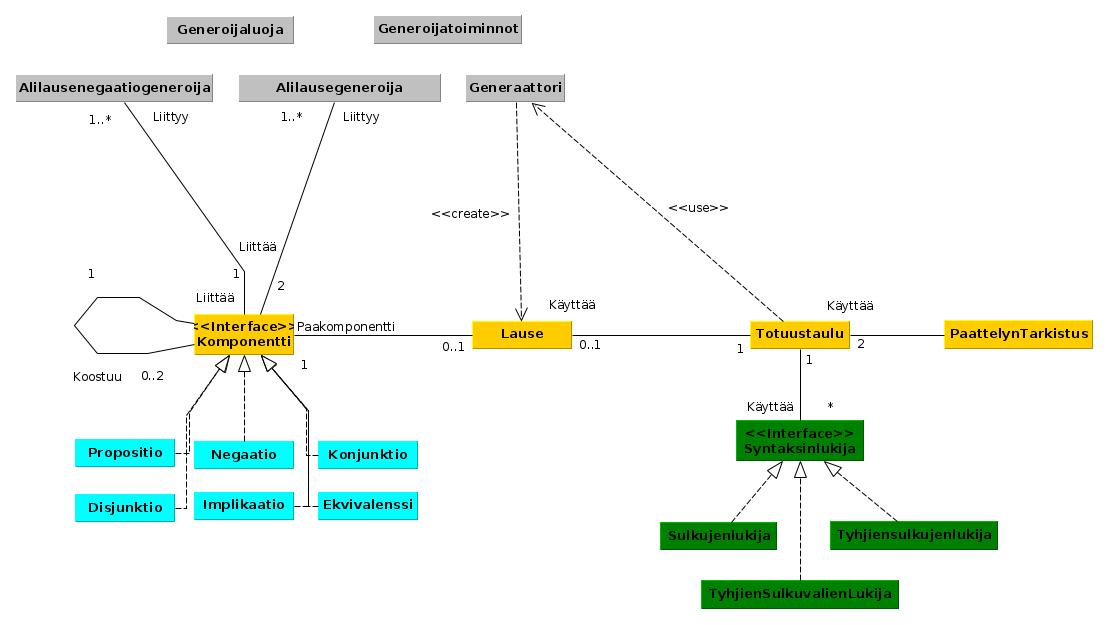 Generoijaluoja
Generoijatoiminnot
Alilausenegaatiogeneroija
Alilausegeneroija
Generaattori
1..*
Liittyy
1..*
Liittyy
<<create>>
<<use>>
Liittää
1
1
2
Liittää
Käyttää
Käyttää
<<Interface>>
Komponentti
Paakomponentti
Lause
Totuustaulu
PaattelynTarkistus
0..1
0..1
1
2
1
1
Koostuu
0..2
Käyttää
*
<<Interface>>
Syntaksinlukija
Propositio
Negaatio
Konjunktio
Disjunktio
Implikaatio
Ekvivalenssi
Sulkujenlukija
Tyhjiensulkujenlukija
TyhjienSulkuvalienLukija